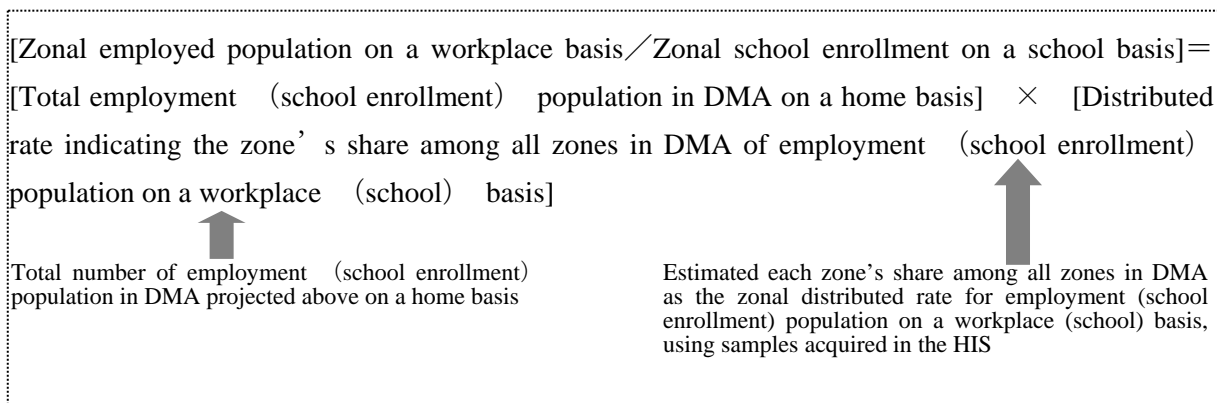 [Zonal employed population on a workplace basis／Zonal school enrollment on a school basis]＝
[Total employment （school enrollment） population in DMA on a home basis] × [Distributed
rate indicating the zone’s share among all zones in DMA of employment （school enrollment）
population on a workplace （school） basis]
Total number of employment （school enrollment）
population in DMA projected above on a home basis
Estimated each zone’s share among all zones in DMA
as the zonal distributed rate for employment (school
enrollment) population on a workplace (school) basis,
using samples acquired in the HIS